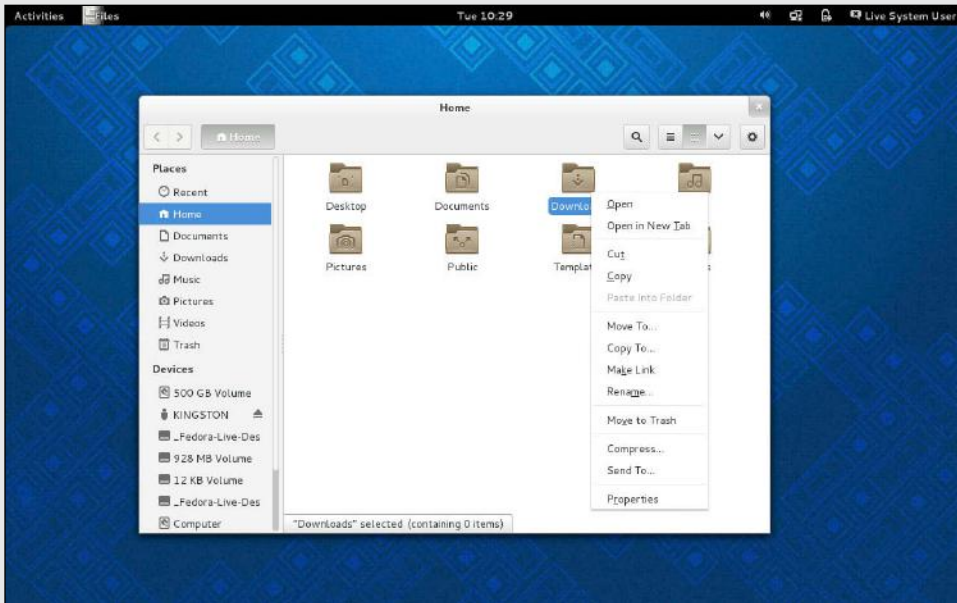 Activities Files Tue 10:29 Live System User
Home
Home
Places
Recent
Home
Documents
Downloads
Music
Pictures
Videos
Trash
Devices
500 GB Volume
KINGSTON
_Fedora-Live-Des
928 MB Volume
12 KB Volume
_Fedora-Live-Des
Computer
Desktop Documents Downlo
Pictures Public Templat s
Open
Open in New Tab
Cut
Copy
Paste Into Folder
Move To...
Copy To...
Make Link
Rename...
Move to Trash
Compress...
Send To...
Properties
"Downloads" selected (containing 0 items)